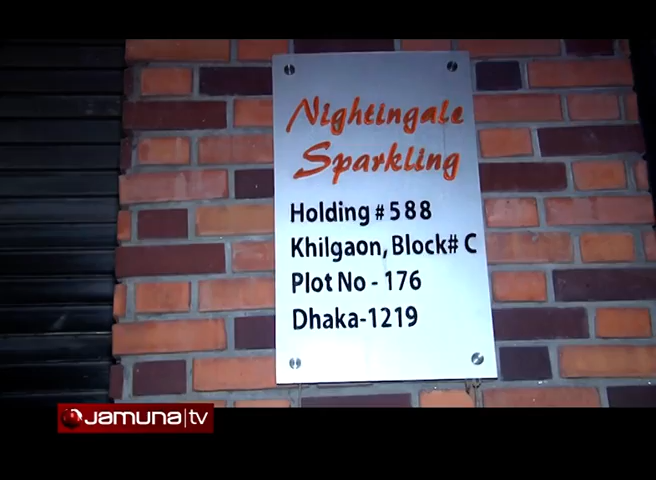 Nightingale
Sparkling
Holding # 588
Khilgaon, Block# C
Plot No - 176
Dhaka-1219
JAMUNA|tv